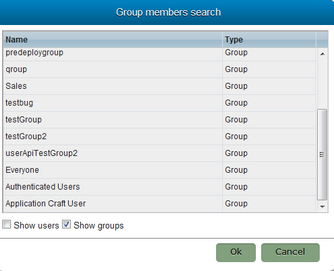 Group members search
Name Type
predeploygroup Group
qroup Group
Sales Group
testbug Group
testGroup Group
testGroup2 Group
userApiTestGroup2 Group
Everyone Group
Authenticated Users Group
Application Craft User Group
Show users Show groups
Ok Cancel